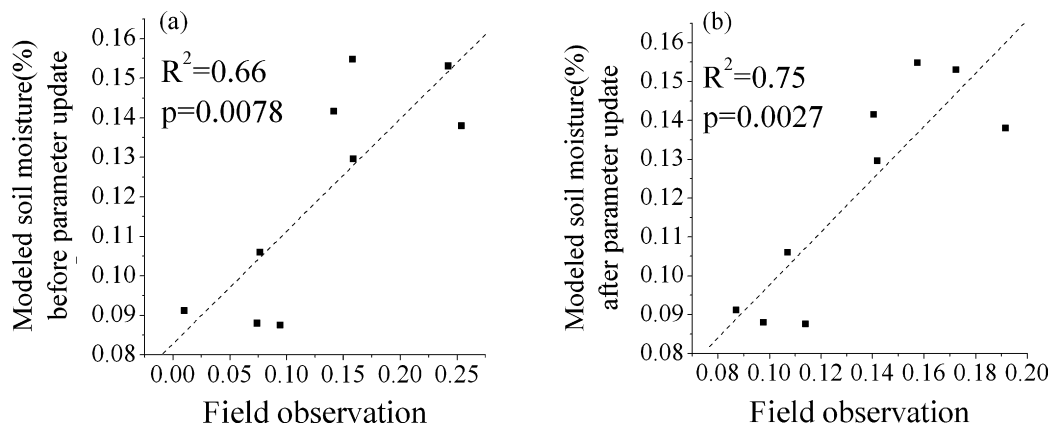 (a)
R²=0.66
p=0.0078
0.16
0.15
0.14
0.13
0.12
0.11
0.10
0.09
0.08
Modeled soil moisture(%)
before parameter update
0.00 0.05 0.10 0.15 0.20 0.25
Field observation
(b)
R²=0.75
p=0.0027
0.16
0.15
0.14
0.13
0.12
0.11
0.10
0.09
0.08
Modeled soil moisture(%)
after parameter update
0.08 0.10 0.12 0.14 0.16 0.18 0.20
Field observation